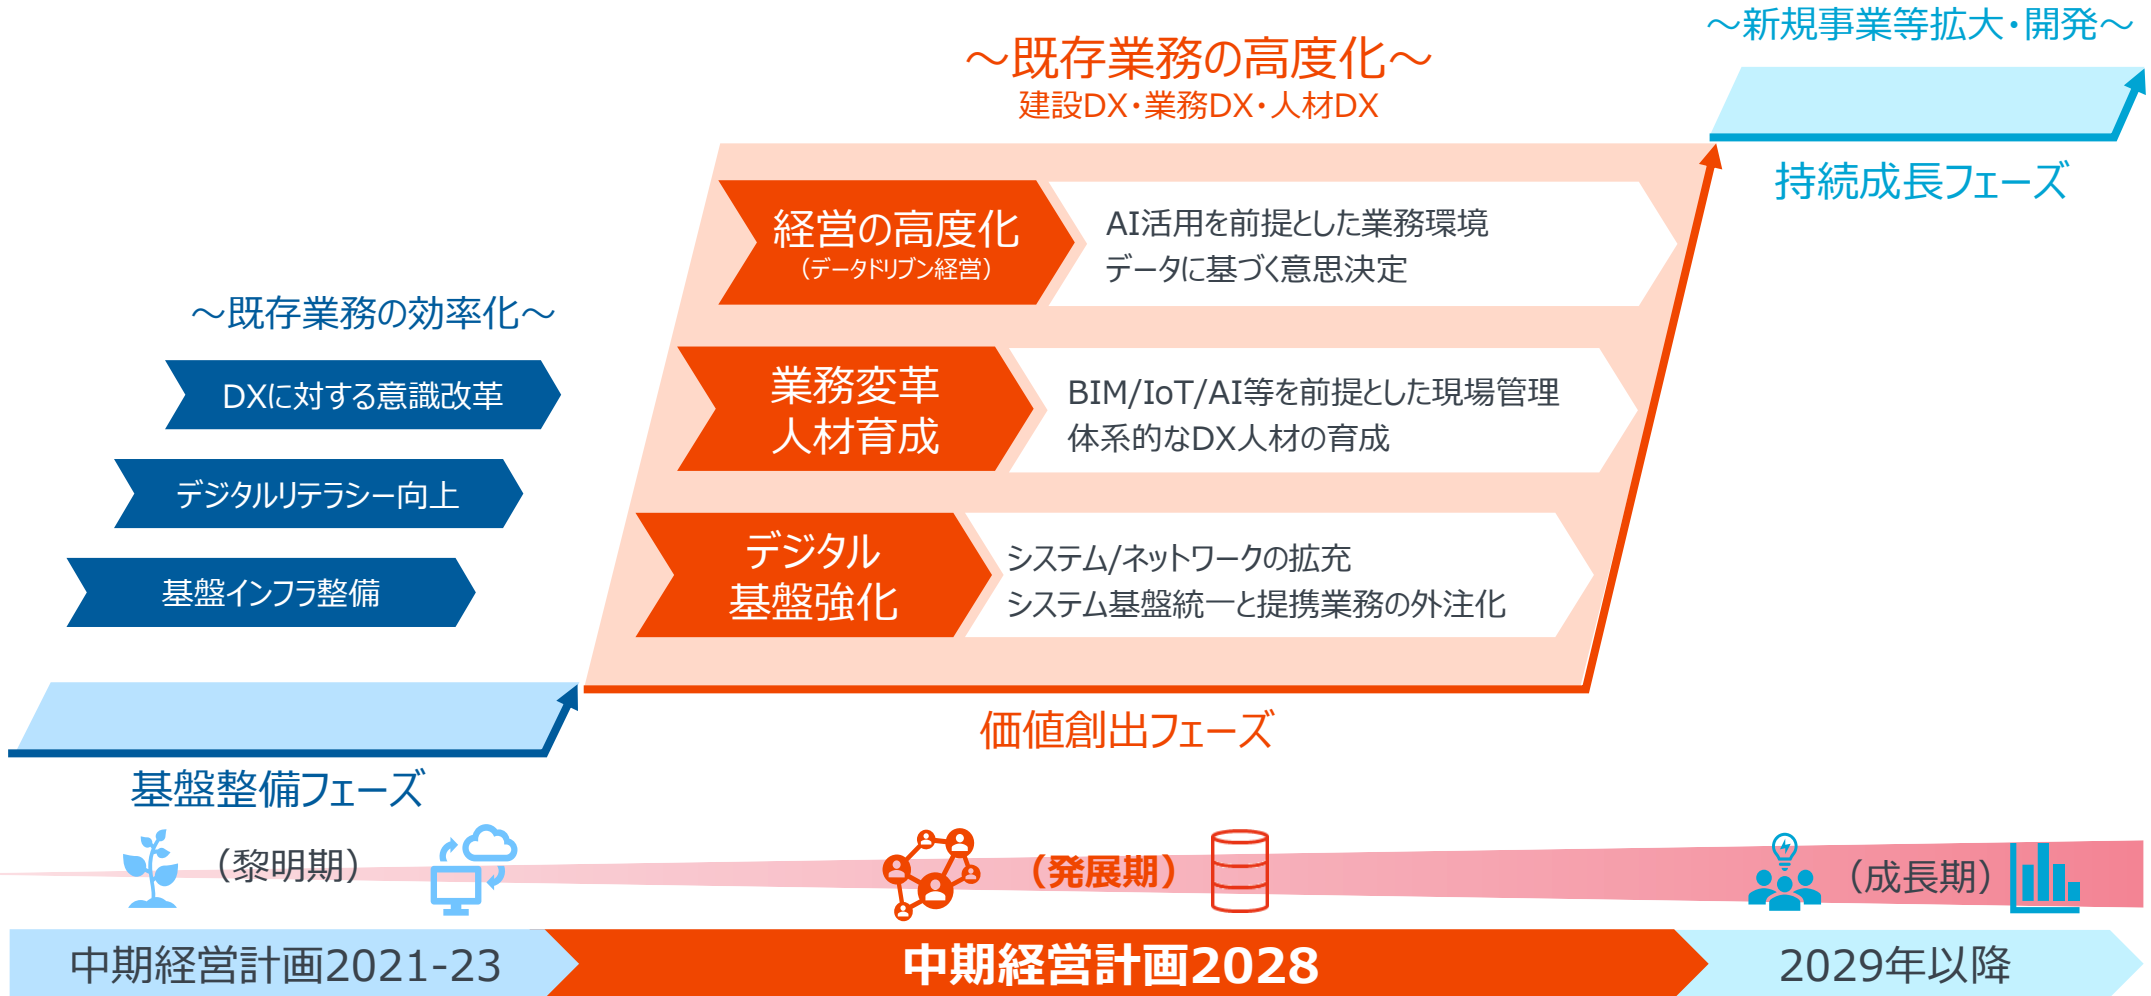 ～既存業務の効率化～
DXに対する意識改革
デジタルリテラシー向上
基盤インフラ整備
基盤整備フェーズ
～既存業務の高度化～
建設DX・業務DX・人材DX
経営の高度化
（データドリブン経営）
AI活用を前提とした業務環境
データに基づく意思決定
業務変革
人材育成
BIM/IoT/AI等を前提とした現場管理
体系的なDX人材の育成
デジタル
基盤強化
システム/ネットワークの拡充
システム基盤統一と提携業務の外注化
価値創出フェーズ
～新規事業等拡大・開発～
持続成長フェーズ
（黎明期）
（発展期）
（成長期）
中期経営計画2021-23
中期経営計画2028
2029年以降